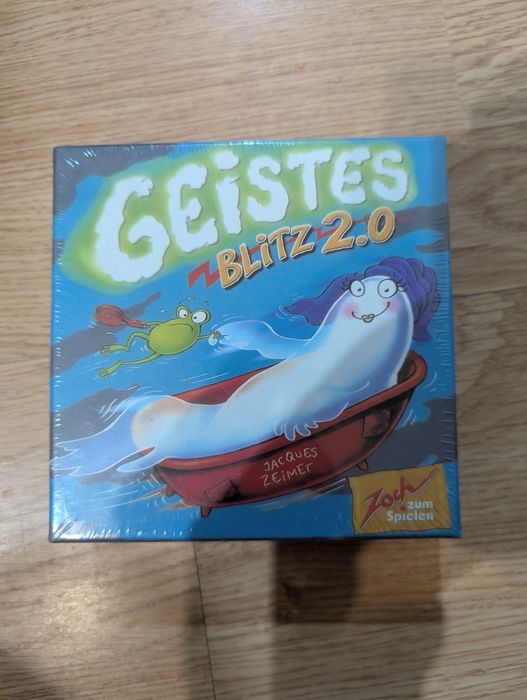 GEiSTES
BLiTZ 2.0
JACQUES
ZEiMET
Zoch
zum
Spielen